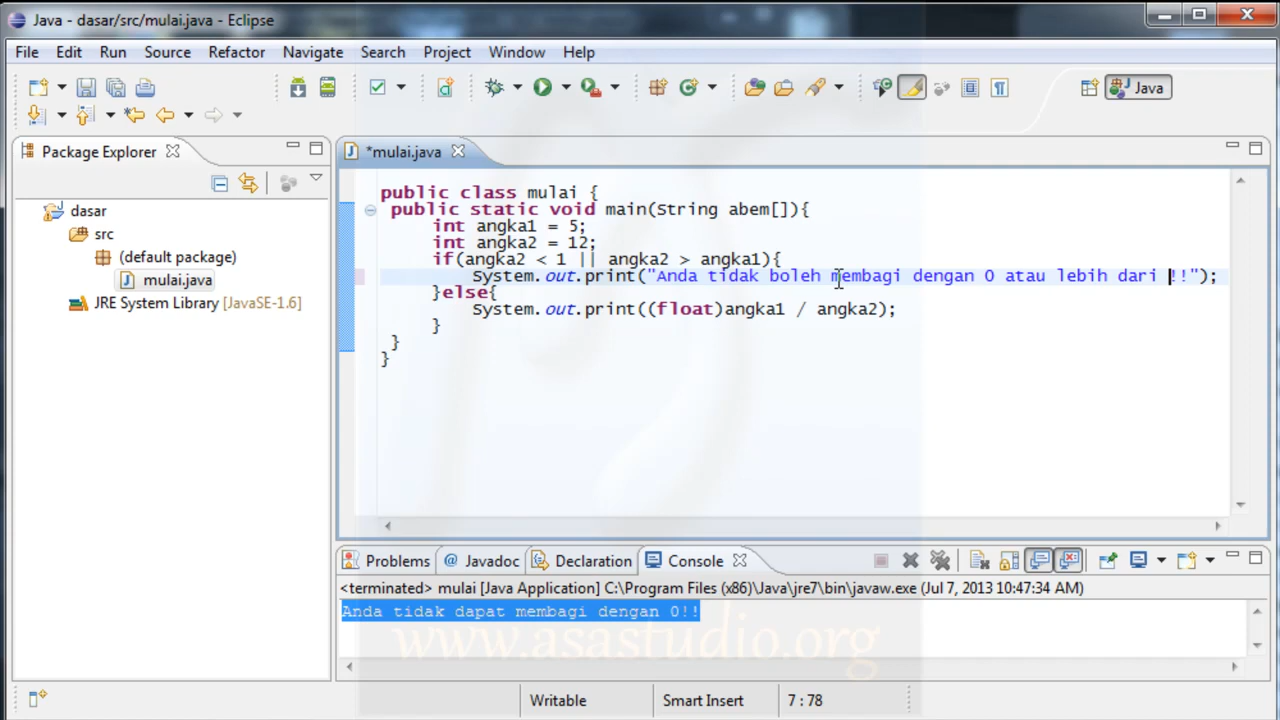 Java - dasar/src/mulai.java - Eclipse
File Edit Run Source Refactor Navigate Search Project Window Help
Java
Package Explorer
*mulai.java
dasar
src
(default package)
mulai.java
JRE System Library [JavaSE-1.6]
public class mulai {
public static void main(String abem[]){
int angka1 = 5;
int angka2 = 12;
if(angka2 < 1 || angka2 > angka1){
System.out.print("Anda tidak boleh membagi dengan 0 atau lebih dari !!");
}else{
System.out.print((float)angka1 / angka2);
}
}
}
Problems @ Javadoc Declaration Console
<terminated> mulai [Java Application] C:\Program Files (x86)\Java\jre7\bin\javaw.exe (Jul 7, 2013 10:47:34 AM)
Anda tidak dapat membagi dengan 0!!
www.asastudio.org
Writable Smart Insert 7 : 78